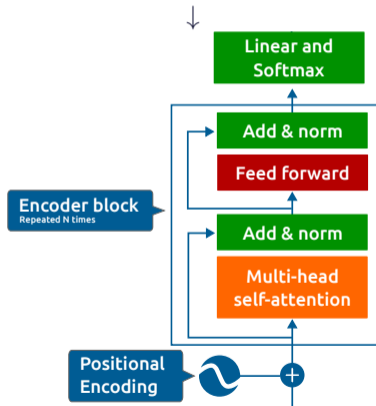 Linear and
Softmax
Add & norm
Feed forward
Encoder block
Repeated N times
Add & norm
Multi-head
self-attention
Positional
Encoding
+